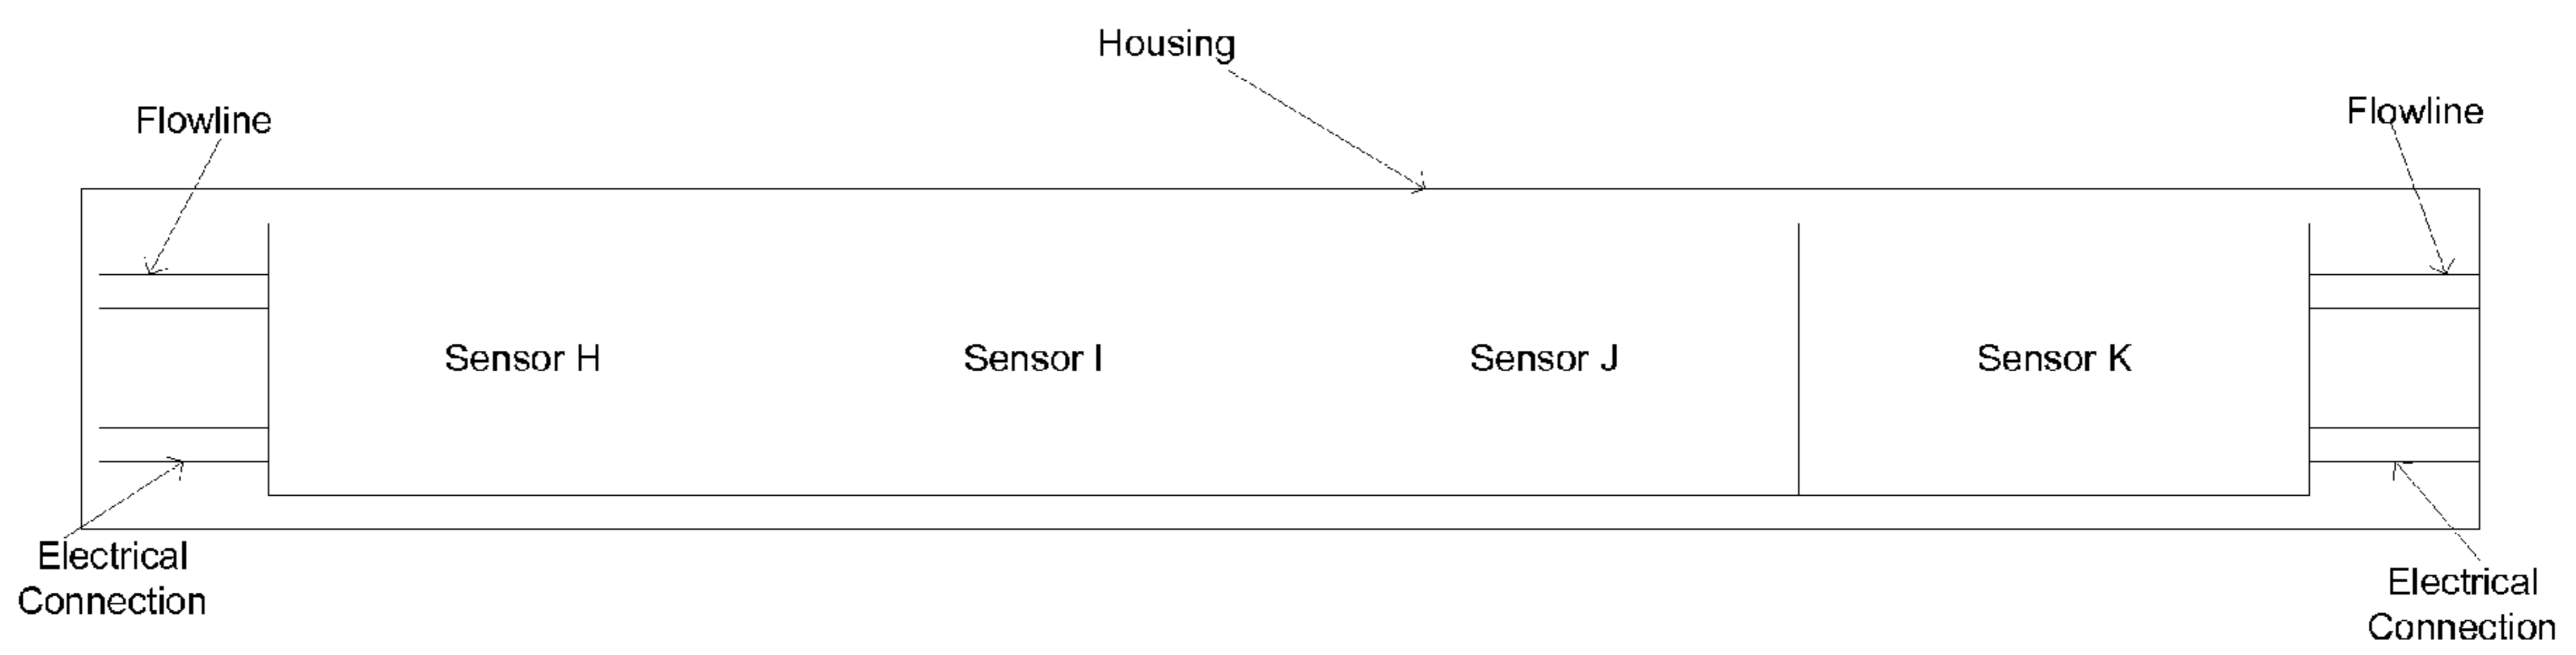 Housing
Flowline
Flowline
Sensor H
Sensor I
Sensor J
Sensor K
Electrical
Connection
Electrical
Connection